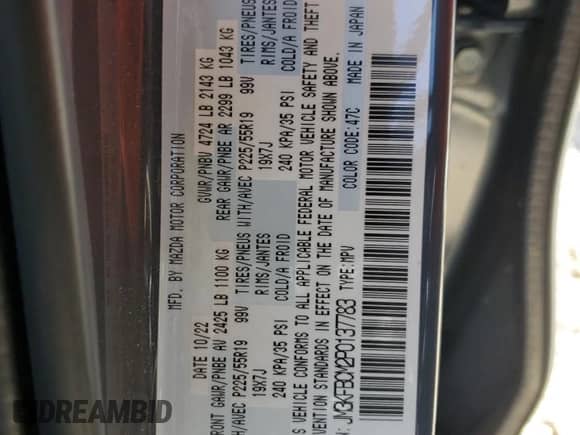 MFD. BY MAZDA MOTOR CORPORATION
DATE 10/22 GVWR/PNBV 4724 LB 2143 KG
RONT GAWR/PNBE AV 2425 LB 1100 KG REAR GAWR/PNBE AR 2299 LB 1043 KG
WITH/AVEC P225/55R19 99V TIRES/PNEUS WITH/AVEC P225/55R19 99V TIRES/PNEUS
19X7J RIMS/JANTES 19X7J RIMS/JANTES
240 KPA/35 PSI COLD/A FROID 240 KPA/35 PSI COLD/A FROID
S VEHICLE CONFORMS TO ALL APPLICABLE FEDERAL MOTOR VEHICLE SAFETY AND THEFT
VENTION STANDARDS IN EFFECT ON THE DATE OF MANUFACTURE SHOWN ABOVE.
JM3KFBCM2P0137783 TYPE:MPV COLOR CODE:47C MADE IN JAPAN